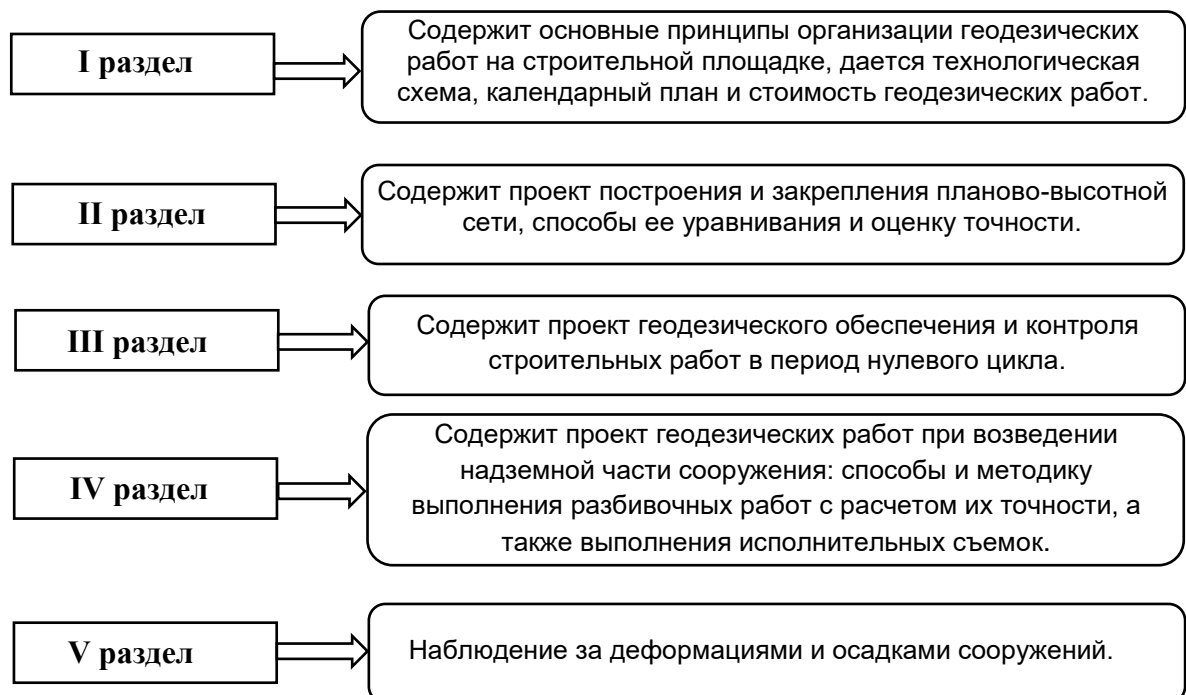 I раздел
Содержит основные принципы организации геодезических
работ на строительной площадке, дается технологическая
схема, календарный план и стоимость геодезических работ.
II раздел
Содержит проект построения и закрепления планово-высотной
сети, способы ее уравнивания и оценку точности.
III раздел
Содержит проект геодезического обеспечения и контроля
строительных работ в период нулевого цикла.
IV раздел
Содержит проект геодезических работ при возведении
надземной части сооружения: способы и методику
выполнения разбивочных работ с расчетом их точности, а
также выполнения исполнительных съемок.
V раздел
Наблюдение за деформациями и осадками сооружений.